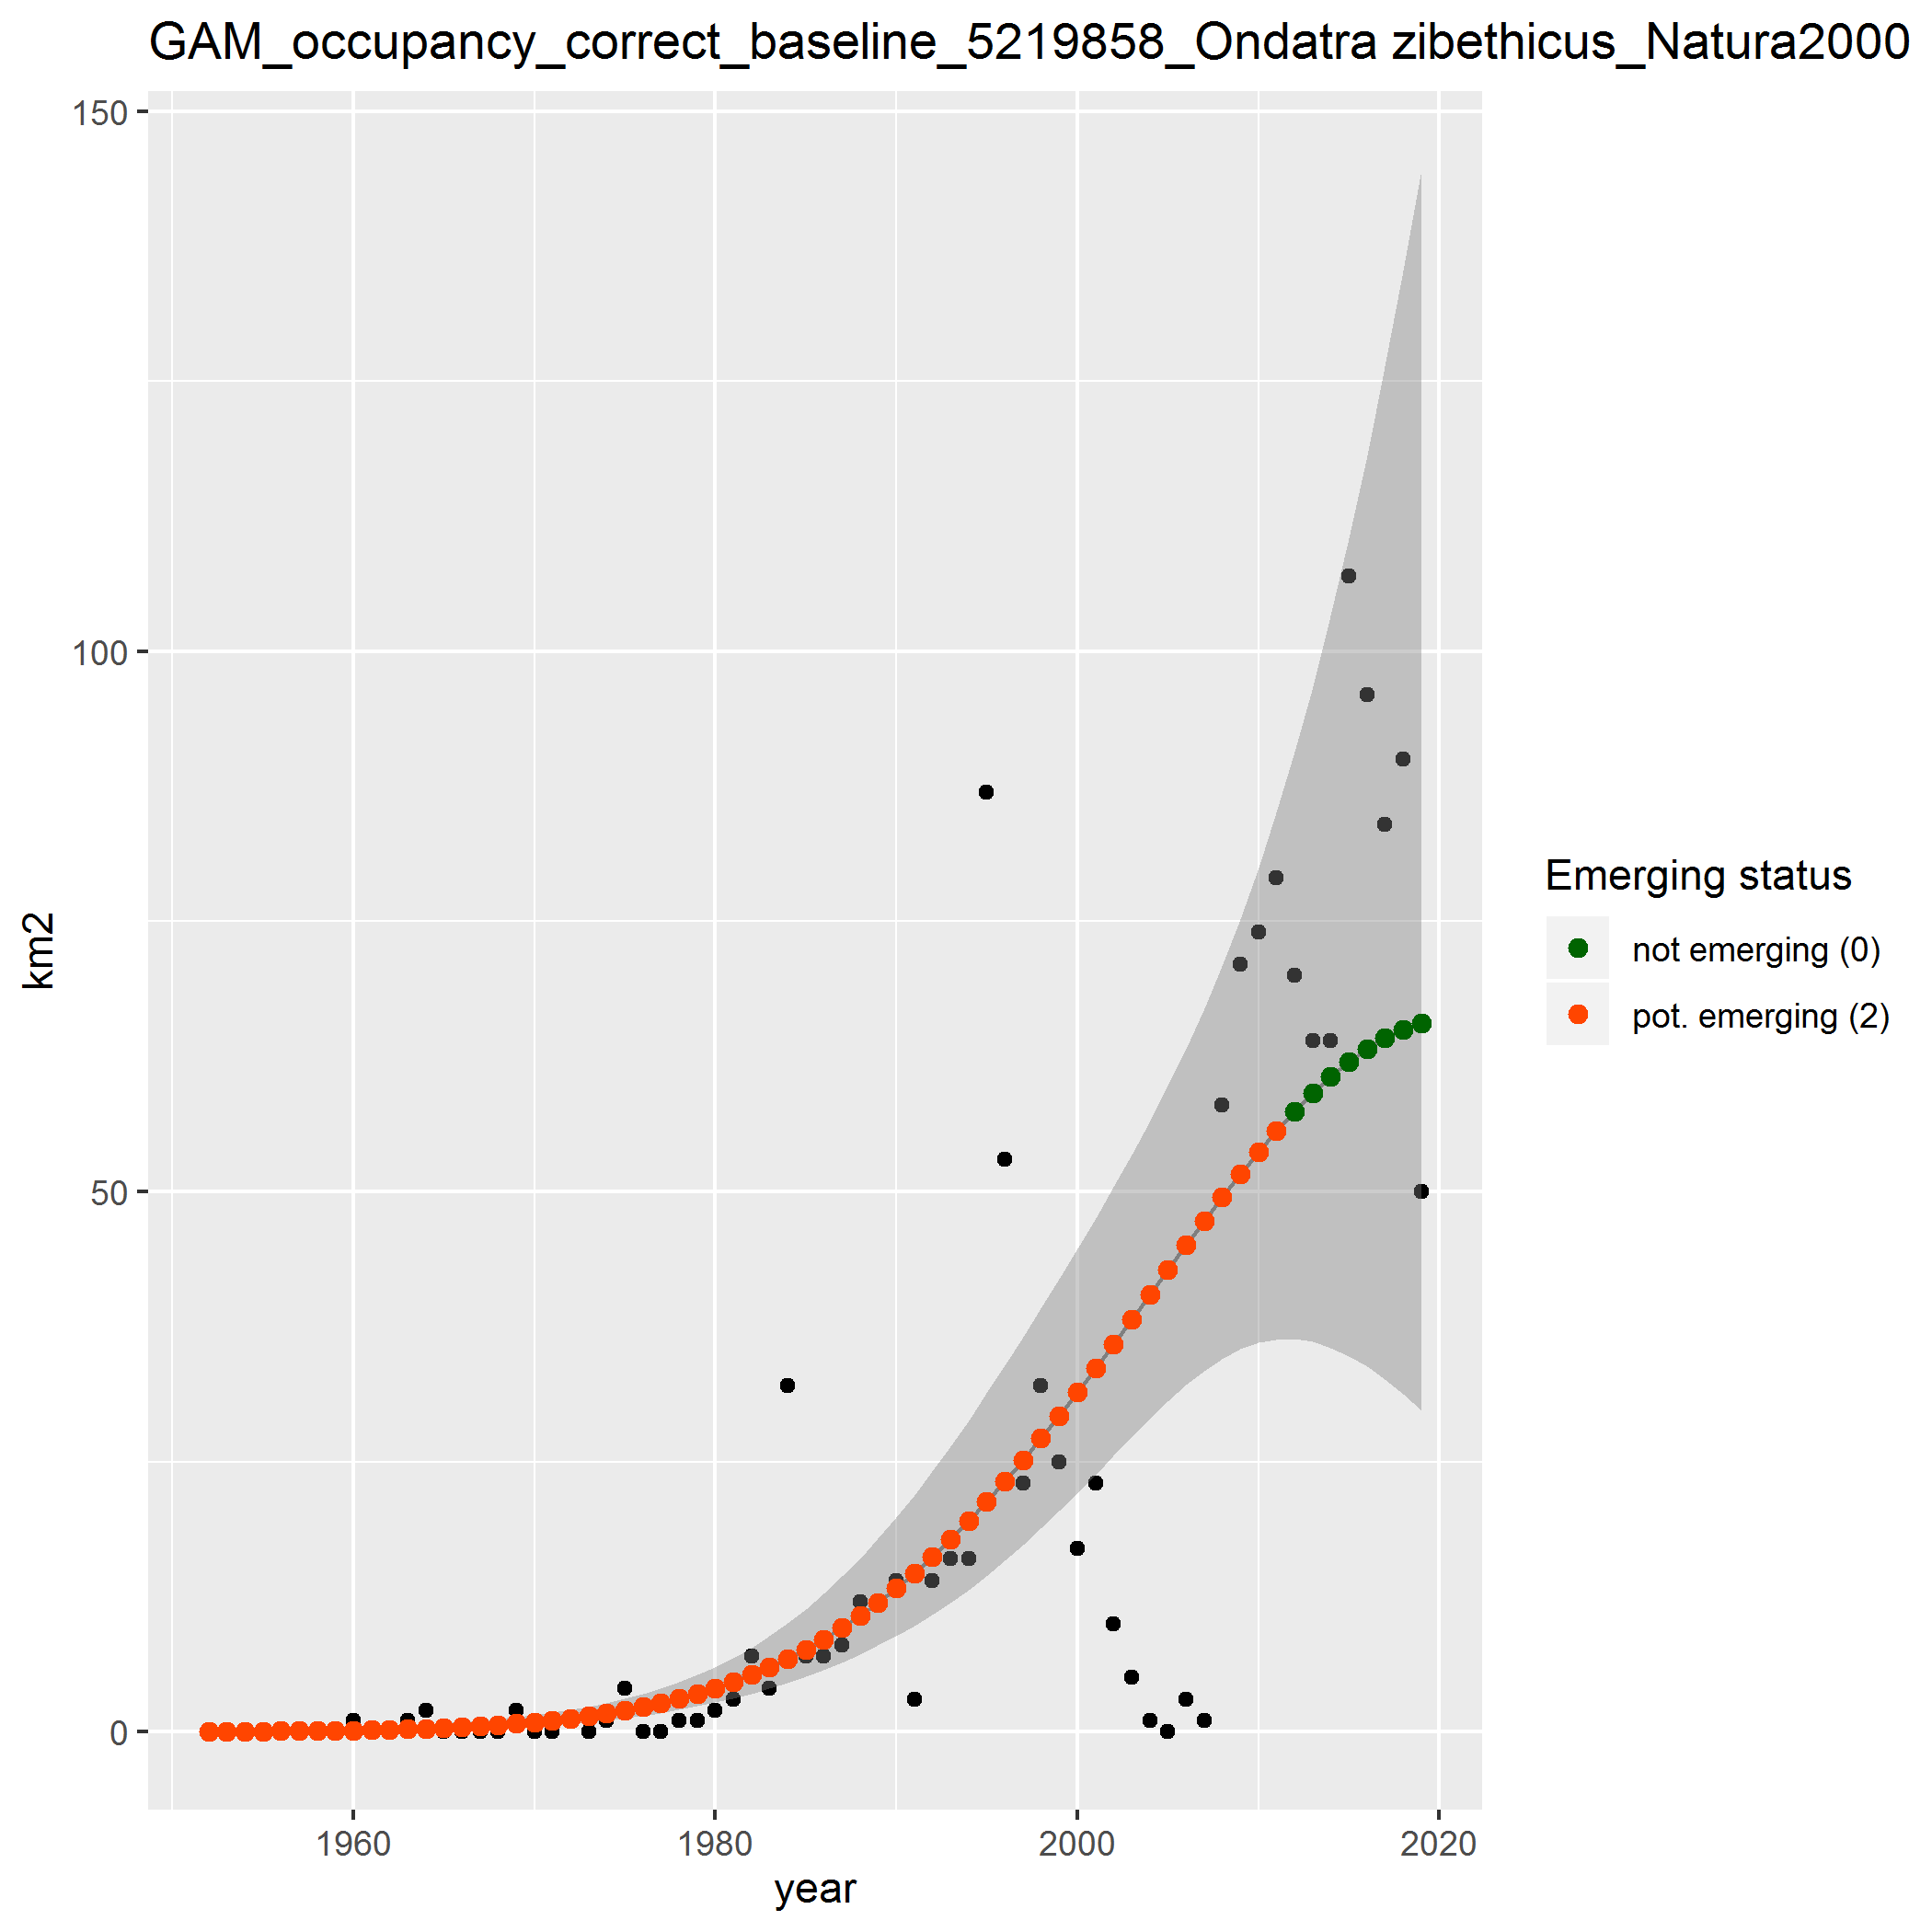 GAM_occupancy_correct_baseline_5219858_Ondatra zibethicus_Natura2000
150
100
50
0
km2
1960
1980
2000
2020
year
Emerging status
not emerging (0)
pot. emerging (2)